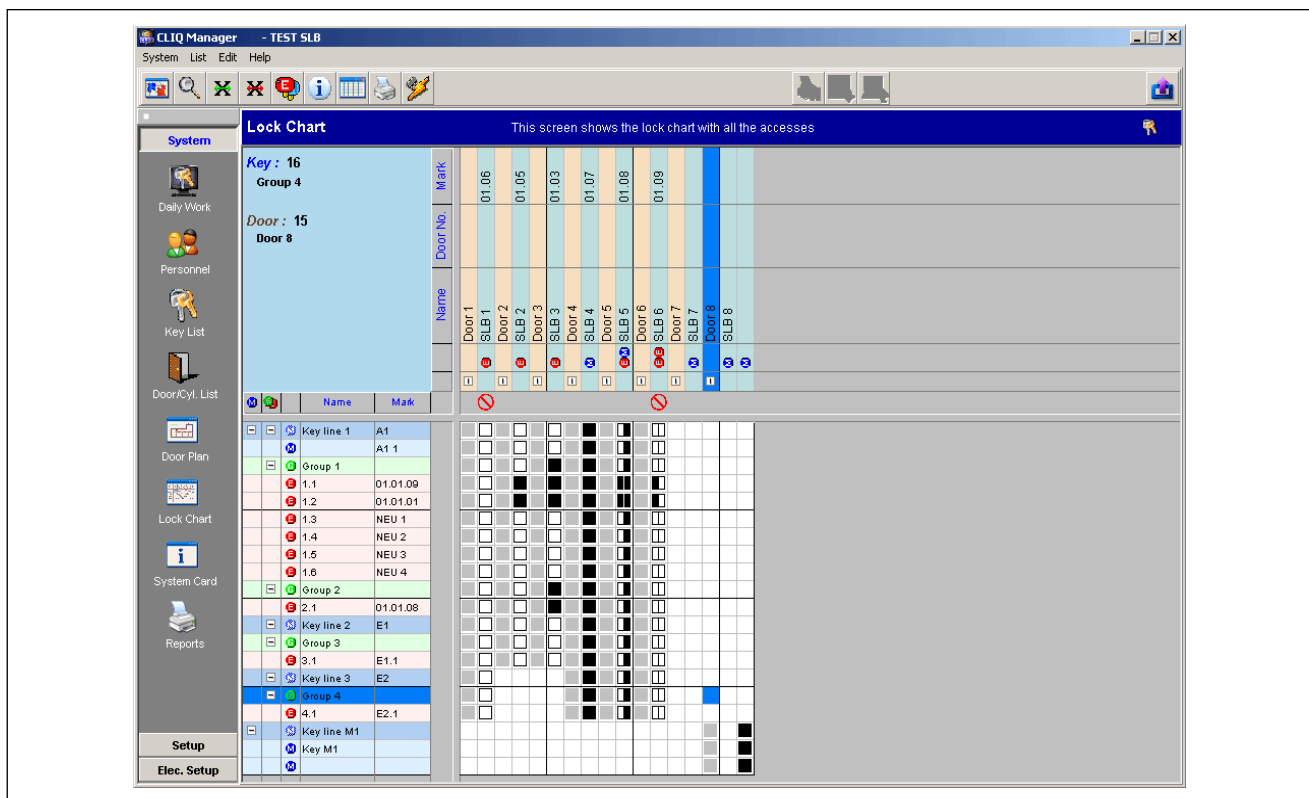 CLIQ Manager - TEST SLB
System List Edit Help
System
Lock Chart
This screen shows the lock chart with all the accesses
Daily Work
Personnel
Key List
Door/Cyl. List
Door Plan
Lock Chart
System Card
Reports
Setup
Elec. Setup
Key : 16
Group 4
Door : 15
Door 8
Mark
01.06 01.05 01.03 01.07 01.08 01.09
Door No.
Name
Door 1 SLB 1 Door 2 SLB 2 Door 3 SLB 3 Door 4 SLB 4 Door 5 SLB 5 Door 6 SLB 6 Door 7 SLB 7 Door 8 SLB 8
Name Mark
Key line 1 A1
A1 1
Group 1
1.1 01.01.09
1.2 01.01.01
1.3 NEU 1
1.4 NEU 2
1.5 NEU 3
1.6 NEU 4
Group 2
2.1 01.01.08
Key line 2 E1
Group 3
3.1 E1.1
Key line 3 E2
Group 4
4.1 E2.1
Key line M1
Key M1